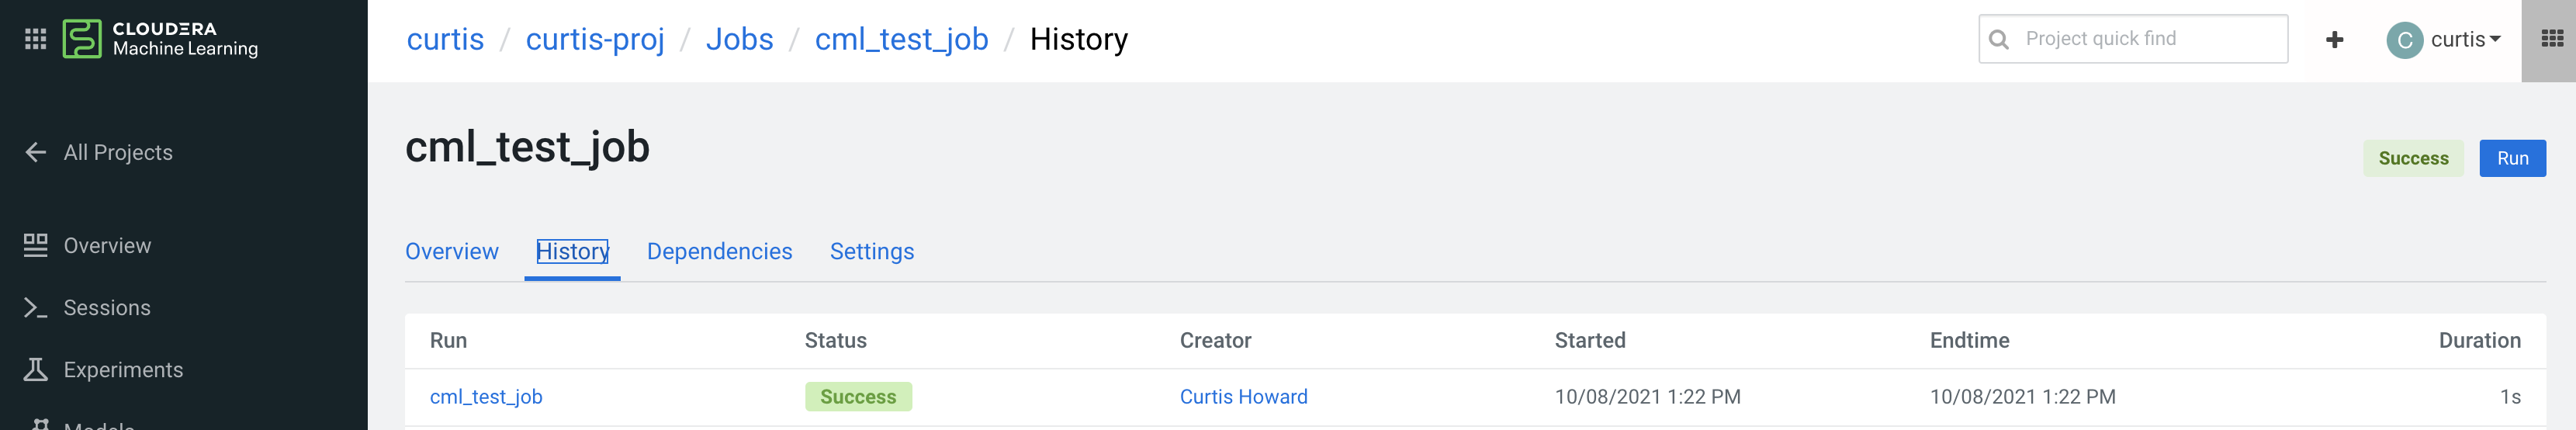 CLOUDERA
Machine Learning
curtis / curtis-proj / Jobs / cml_test_job / History
Project quick find
C curtis
All Projects
cml_test_job
Success Run
Overview
Sessions
Experiments
Models
Overview History Dependencies Settings
Run Status Creator Started Endtime Duration
cml_test_job Success Curtis Howard 10/08/2021 1:22 PM 10/08/2021 1:22 PM 1s